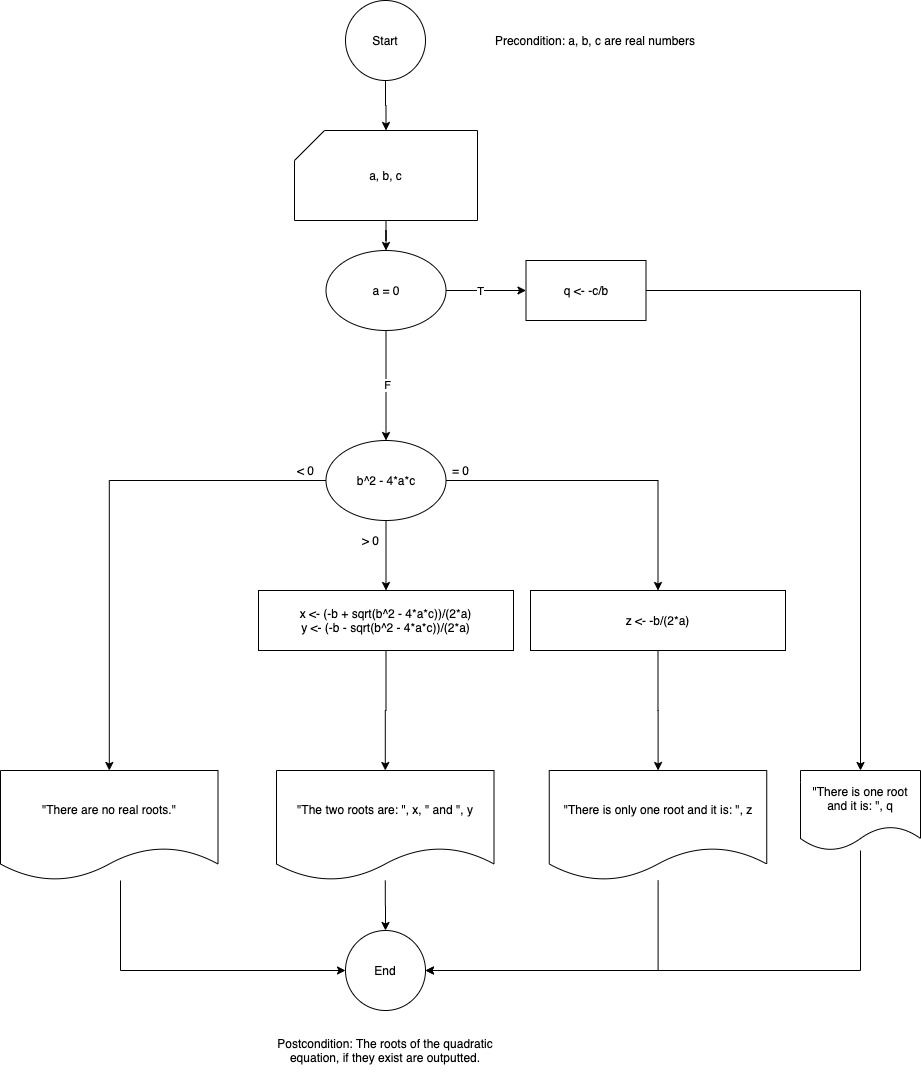 Start
Precondition: a, b, c are real numbers
a, b, c
a = 0
T
q <- -c/b
F
< 0
b^2 - 4*a*c
= 0
> 0
x <- (-b + sqrt(b^2 - 4*a*c))/(2*a)
y <- (-b - sqrt(b^2 - 4*a*c))/(2*a)
z <- -b/(2*a)
"There are no real roots."
"The two roots are: ", x, " and ", y
"There is only one root and it is: ", z
"There is one root
and it is: ", q
End
Postcondition: The roots of the quadratic
equation, if they exist are outputted.